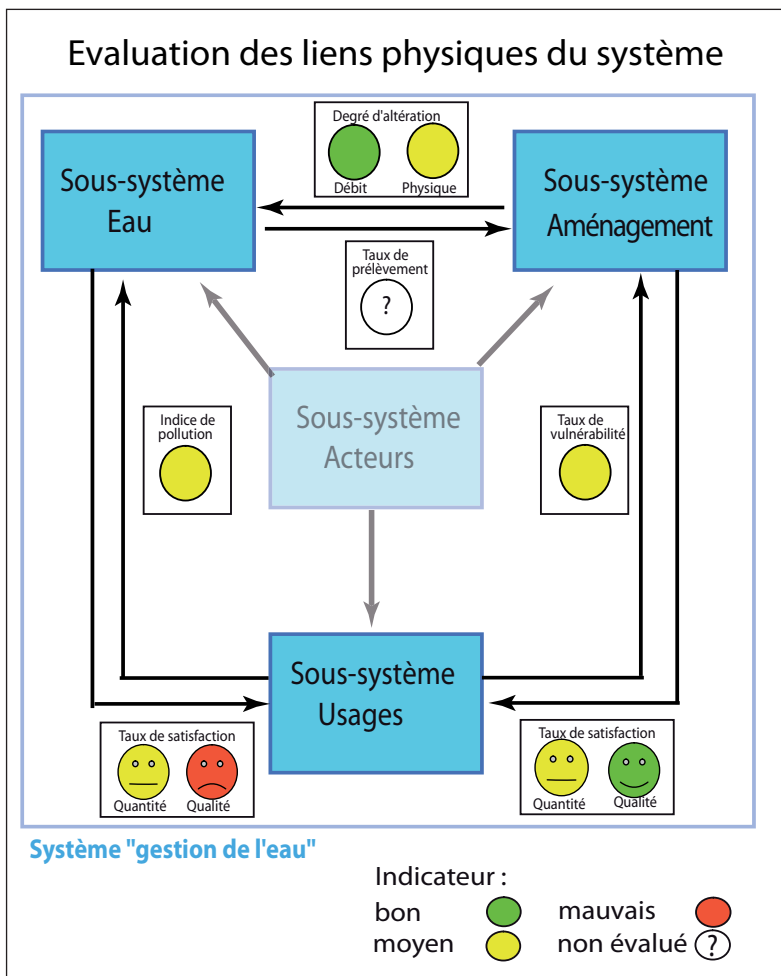 Evaluation des liens physiques du système
Degré d'altération
Débit
Physique
Sous-système
Eau
Sous-système
Aménagement
Taux de
prélèvement
?
Sous-système
Acteurs
Indice de
pollution
Taux de
vulnérabilité
Sous-système
Usages
Taux de satisfaction
Quantité
Qualité
Taux de satisfaction
Quantité
Qualité
Système "gestion de l'eau"
Indicateur :
bon
mauvais
moyen
non évalué ?